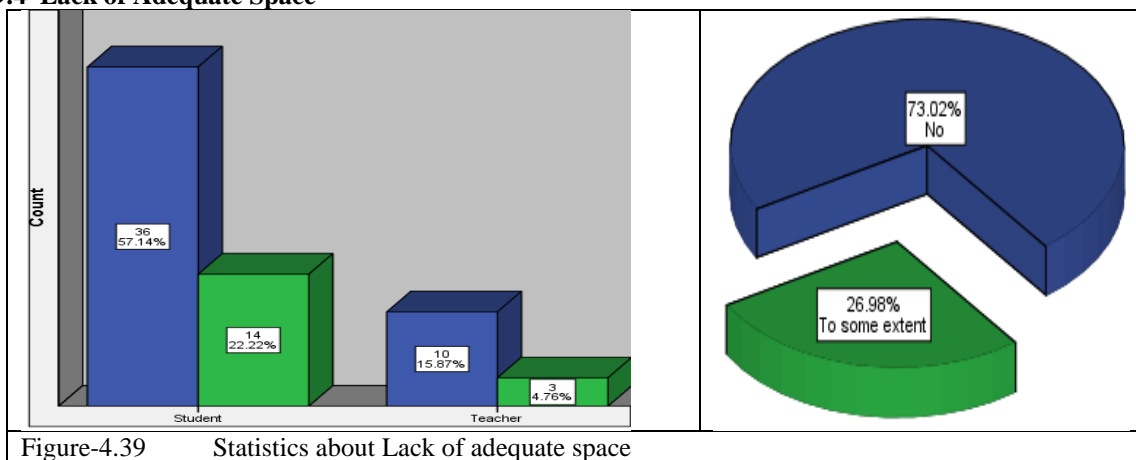 Lack of Adequate Space
Count
36
57.14%
14
22.22%
10
15.87%
3
4.76%
Student
Teacher
73.02%
No
26.98%
To some extent
Figure-4.39 Statistics about Lack of adequate space